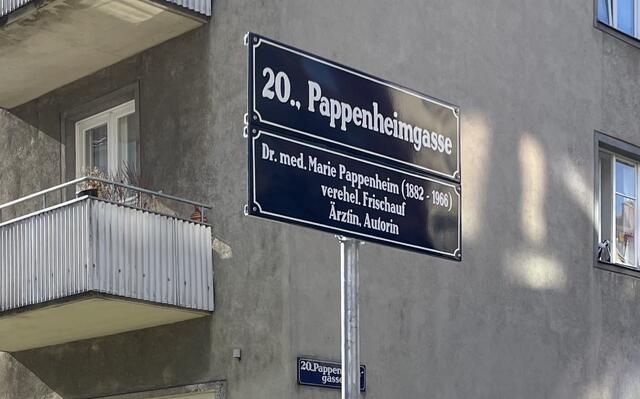 20., Pappenheimgasse
Dr. med. Marie Pappenheim (1882 - 1966)
verehel. Frischauf
Ärztin, Autorin
20.Pappen
gasse